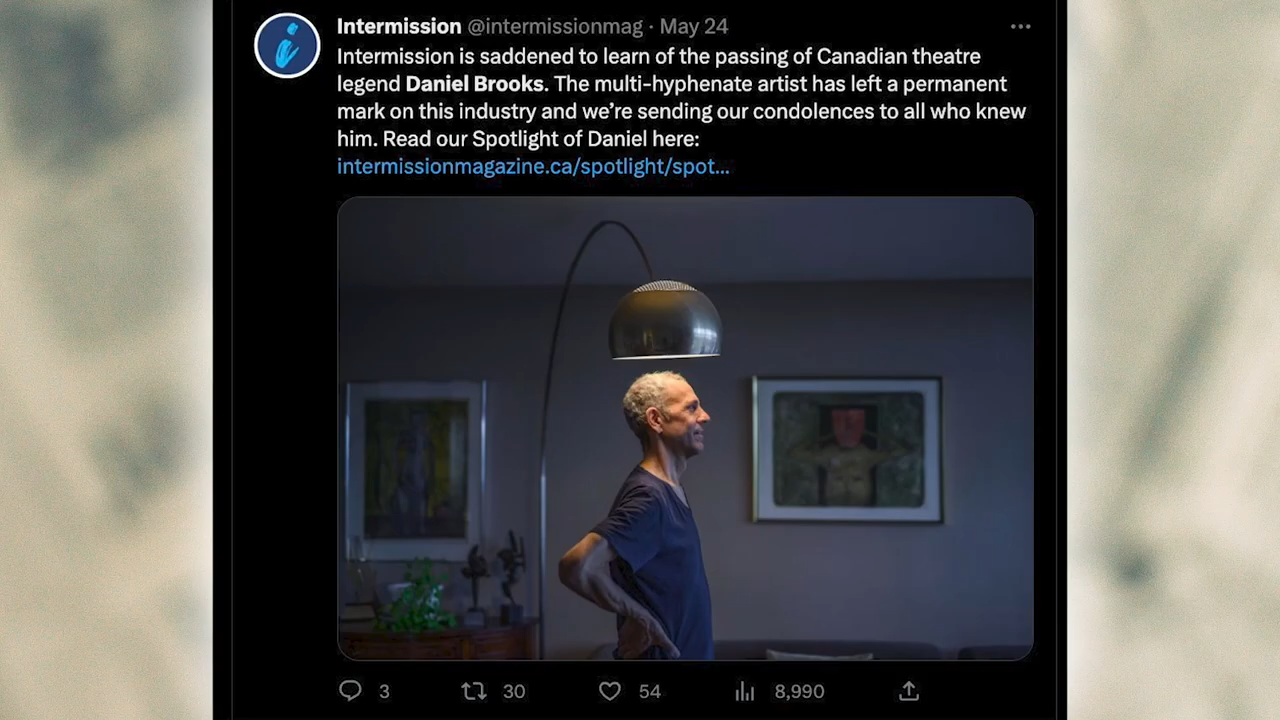 Intermission @intermissionmag · May 24
Intermission is saddened to learn of the passing of Canadian theatre
legend Daniel Brooks. The multi-hyphenate artist has left a permanent
mark on this industry and we're sending our condolences to all who knew
him. Read our Spotlight of Daniel here:
intermissionmagazine.ca/spotlight/spot...
3 30 54 8,990